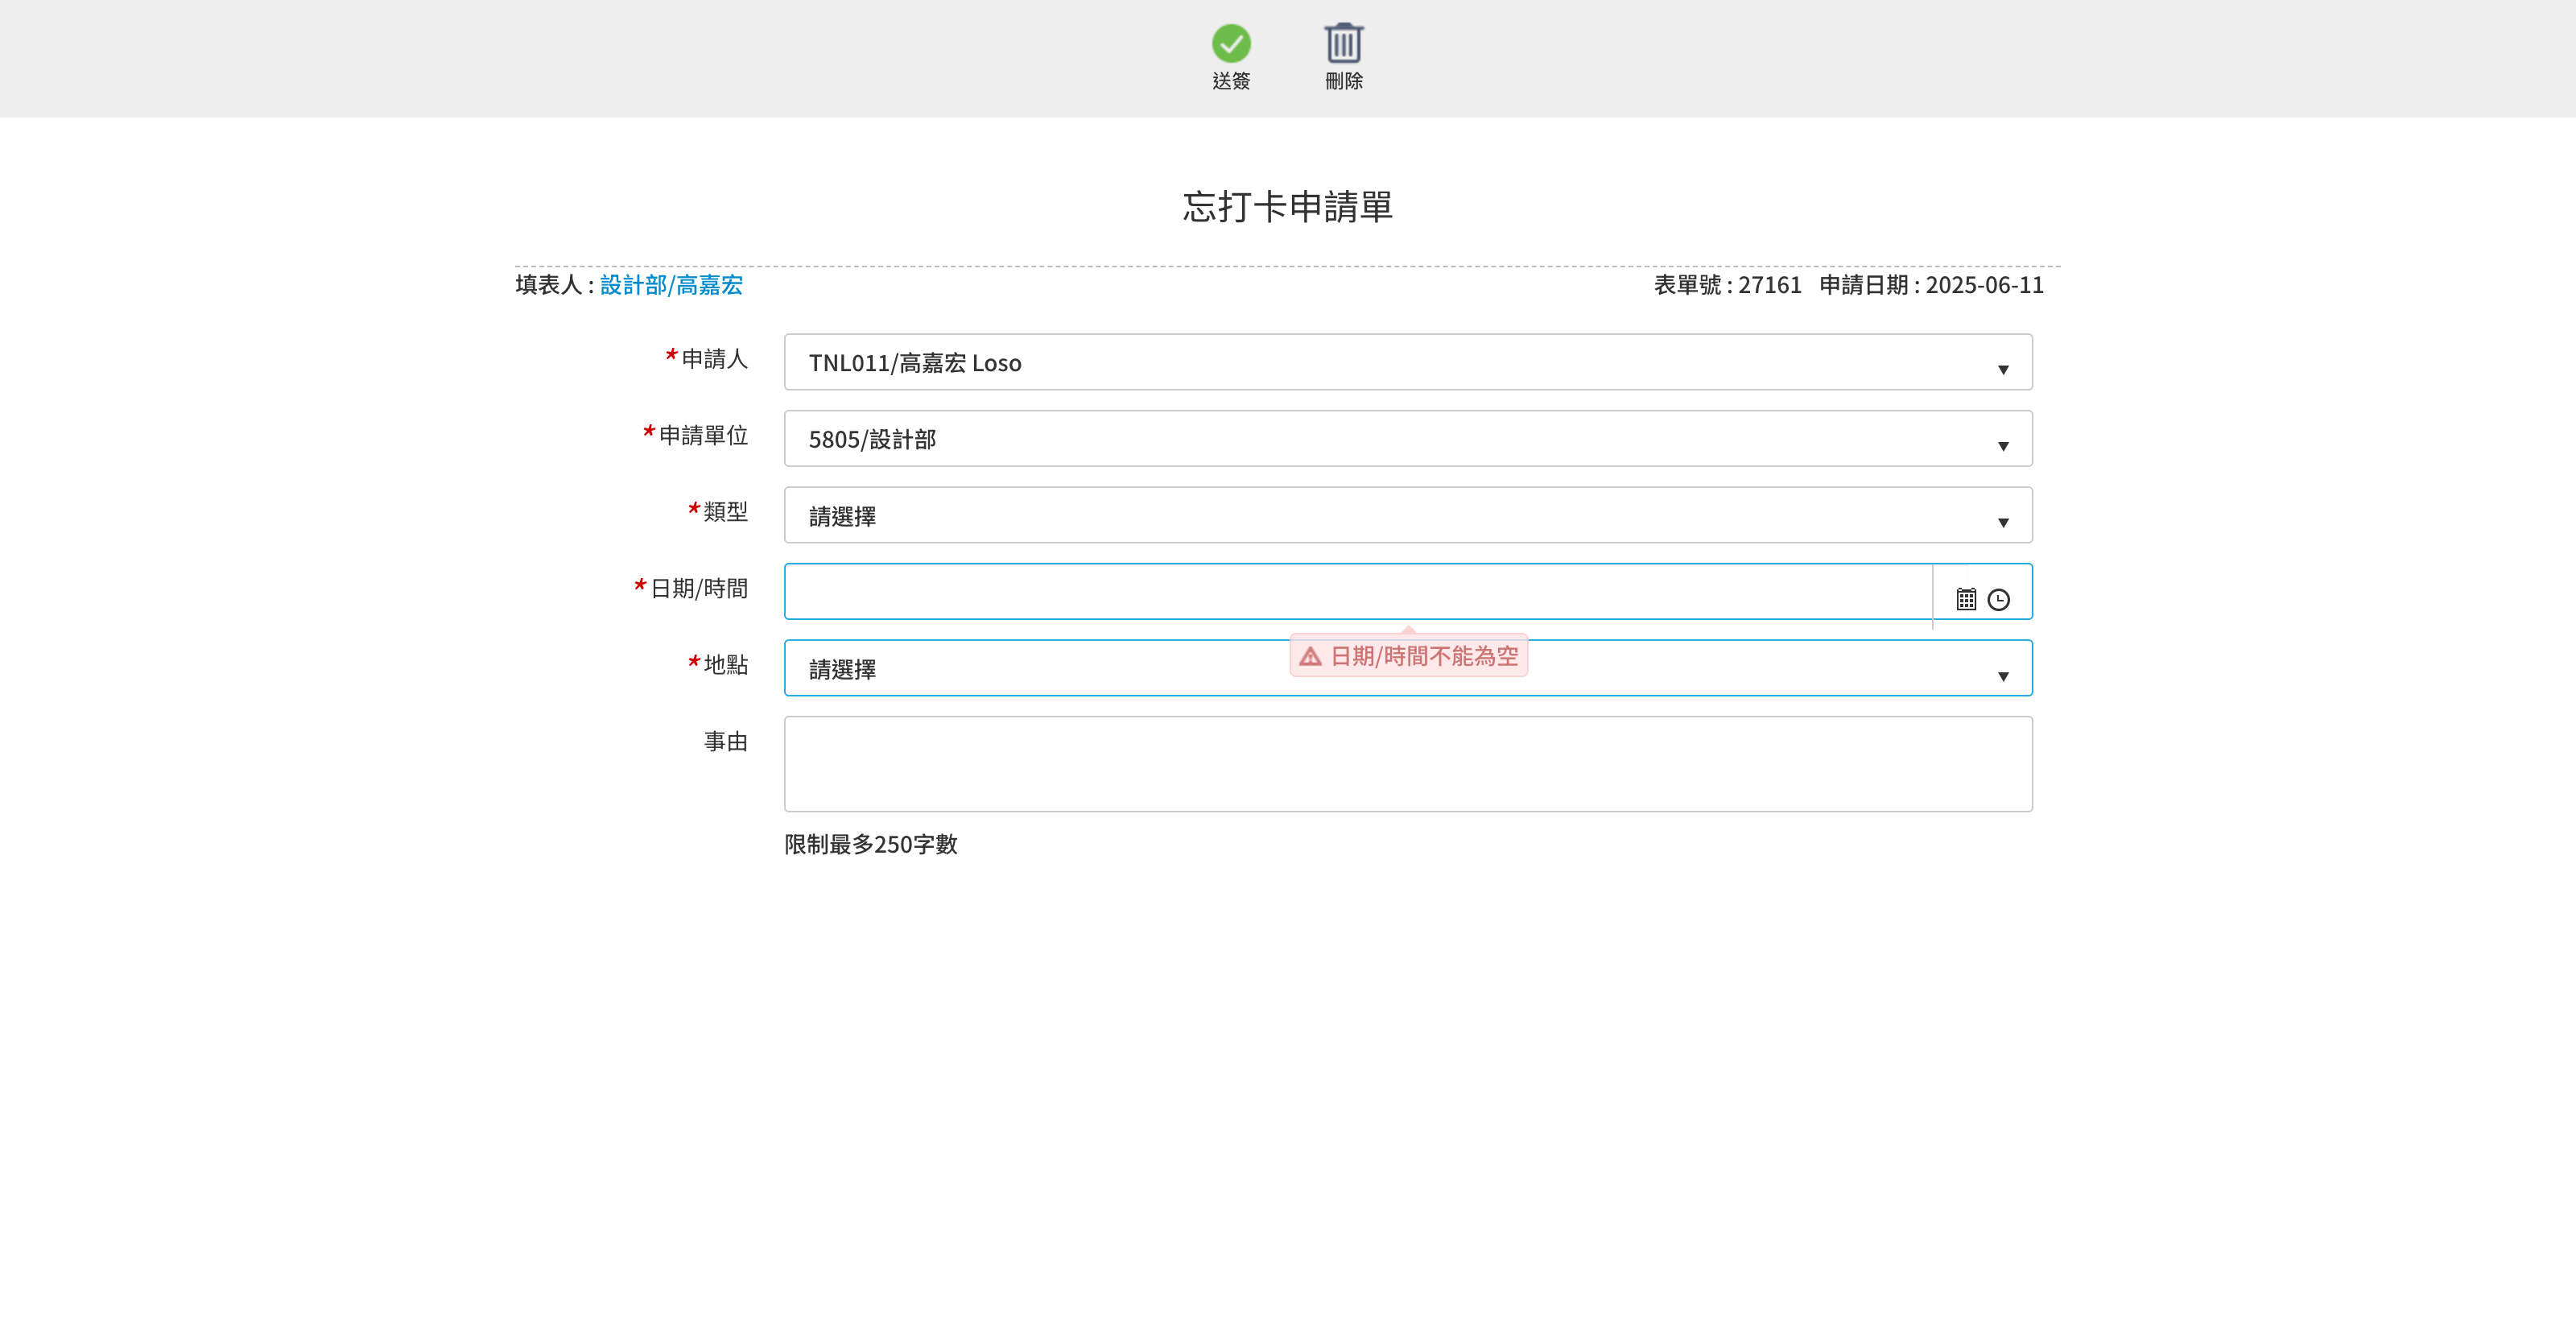 送簽 刪除
忘打卡申請單
填表人 : 設計部/高嘉宏 表單號 : 27161 申請日期 : 2025-06-11
*申請人 TNL011/高嘉宏 Loso
*申請單位 5805/設計部
*類型 請選擇
*日期/時間
日期/時間不能為空
*地點 請選擇
事由
限制最多250字數